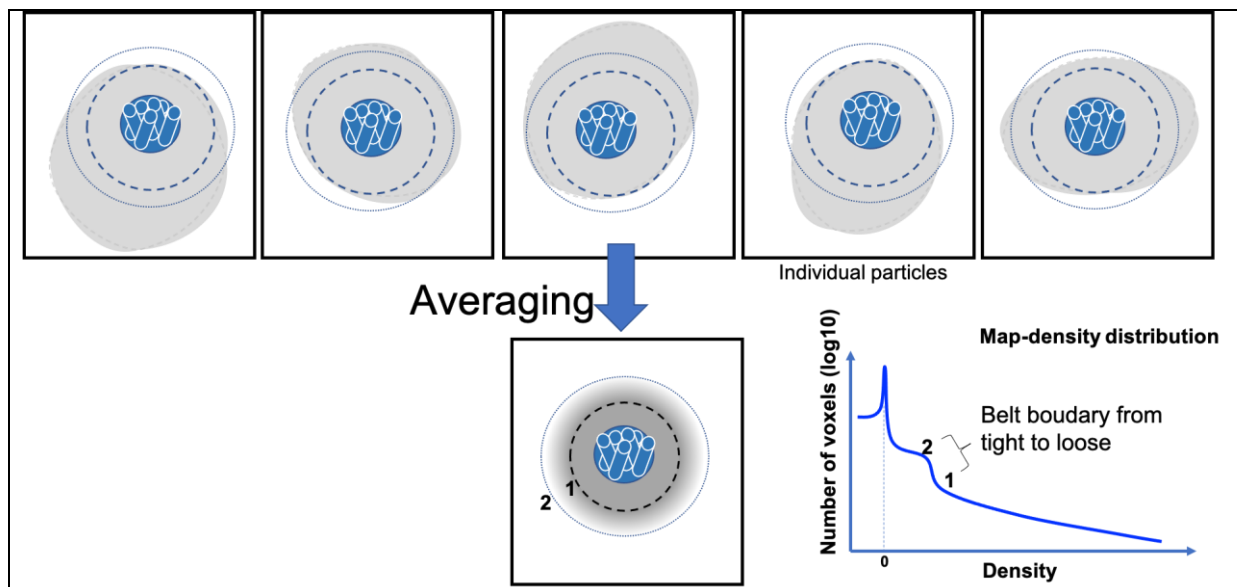 Individual particles
Averaging
Map-density distribution
Number of voxels (log10)
Belt boudary from
tight to loose
2
1
2
1
0
Density